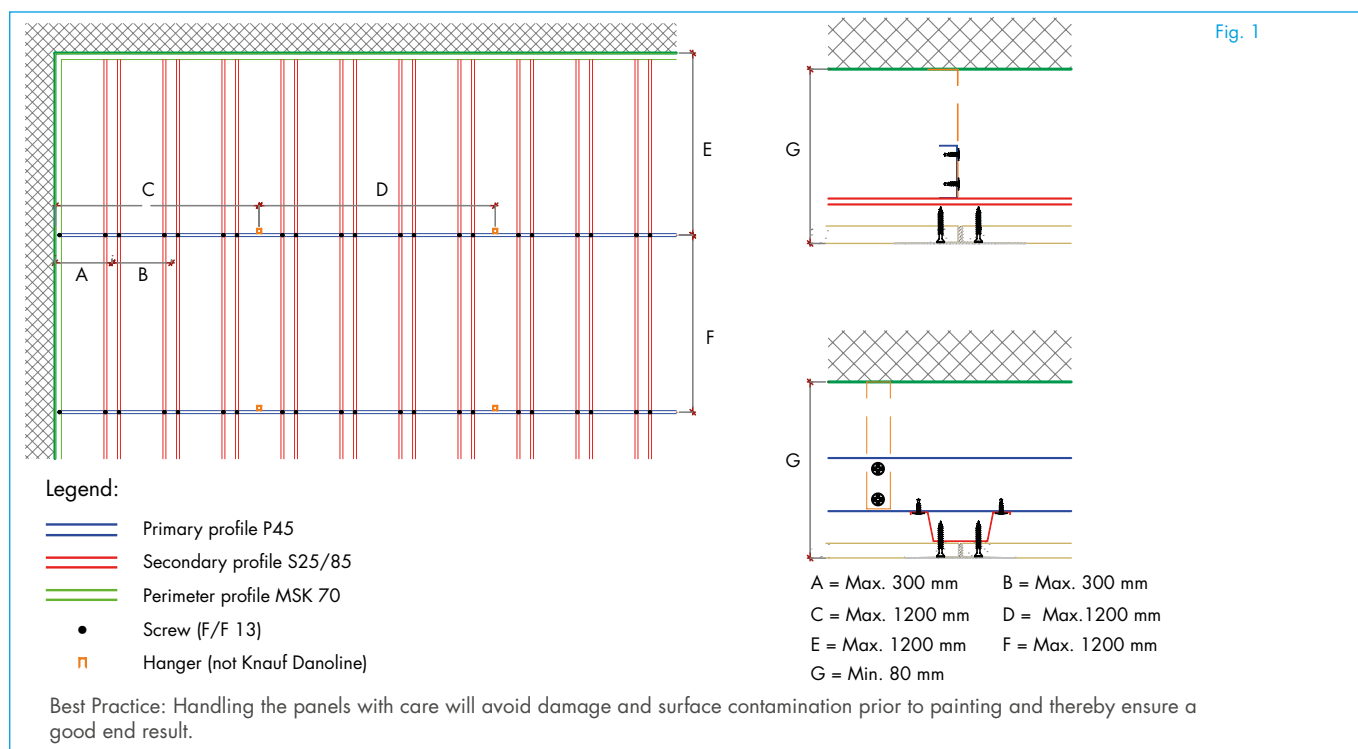 Fig. 1
C
D
E
A
B
F
G
G
Legend:
Primary profile P45
Secondary profile S25/85
Perimeter profile MSK 70
Screw (F/F 13)
Hanger (not Knauf Danoline)
A = Max. 300 mm B = Max. 300 mm
C = Max. 1200 mm D = Max.1200 mm
E = Max. 1200 mm F = Max. 1200 mm
G = Min. 80 mm
Best Practice: Handling the panels with care will avoid damage and surface contamination prior to painting and thereby ensure a
good end result.